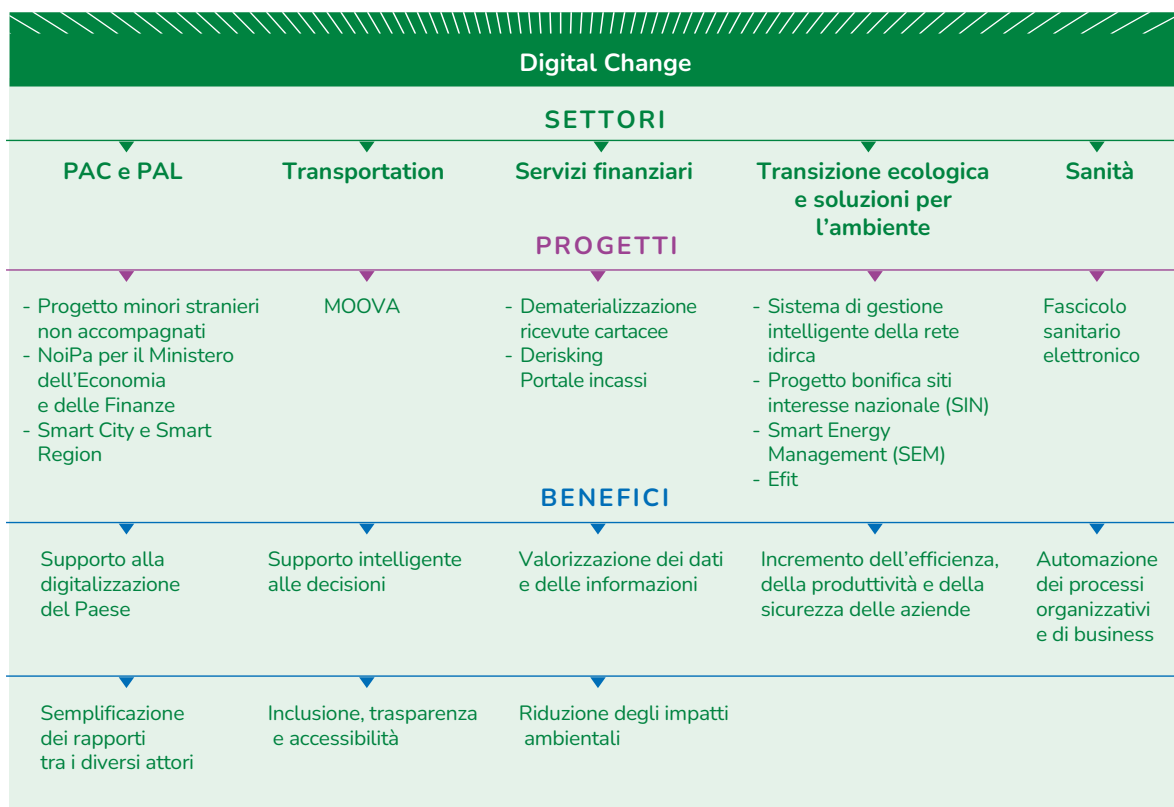 Digital Change
SETTORI
PAC e PAL
Transportation
Servizi finanziari
Transizione ecologica
e soluzioni per
l'ambiente
Sanità
PROGETTI
- Progetto minori stranieri
non accompagnati
- NoiPa per il Ministero
dell'Economia
e delle Finanze
- Smart City e Smart
Region
MOOVA
- Dematerializzazione
ricevute cartacee
- Derisking
Portale incassi
- Sistema di gestione
intelligente della rete
idirca
- Progetto bonifica siti
interesse nazionale (SIN)
- Smart Energy
Management (SEM)
- Efit
Fascicolo
sanitario
elettronico
BENEFICI
Supporto alla
digitalizzazione
del Paese
Supporto intelligente
alle decisioni
Valorizzazione dei dati
e delle informazioni
Incremento dell'efficienza,
della produttività e della
sicurezza delle aziende
Automazione
dei processi
organizzativi
e di business
Semplificazione
dei rapporti
tra i diversi attori
Inclusione, trasparenza
e accessibilità
Riduzione degli impatti
ambientali